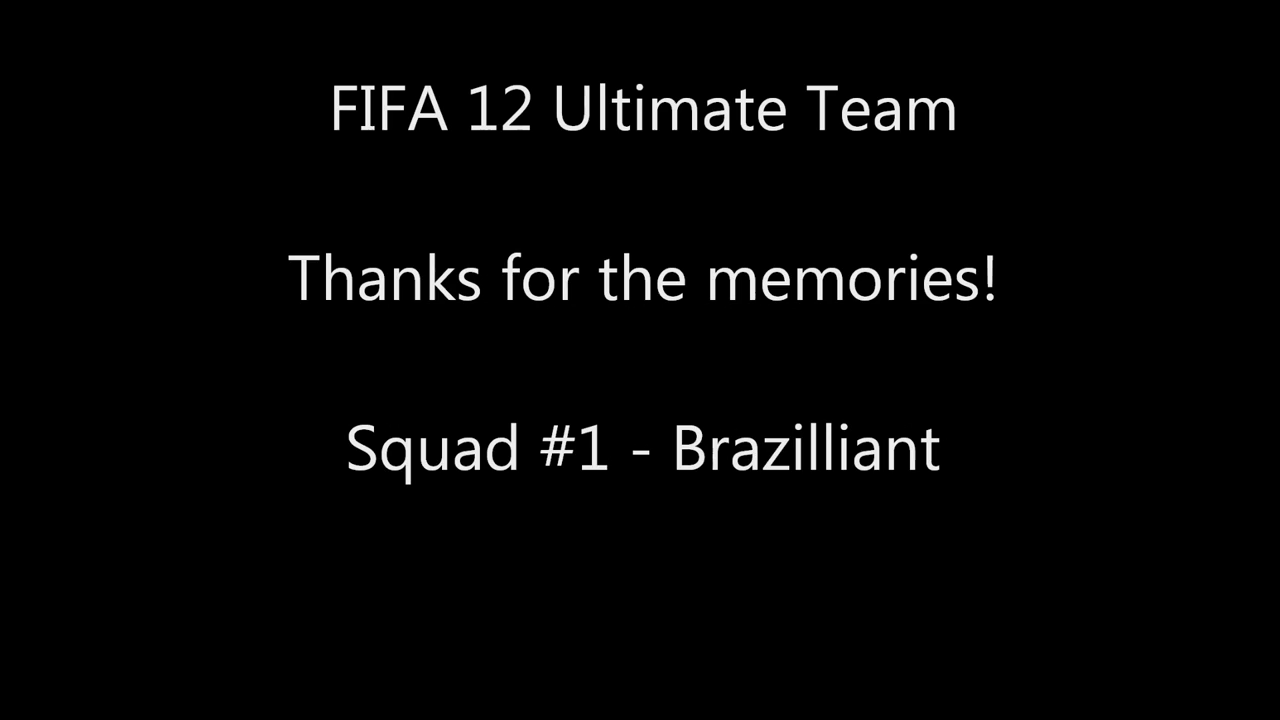 FIFA 12 Ultimate Team
Thanks for the memories!
Squad #1 - Brazilliant